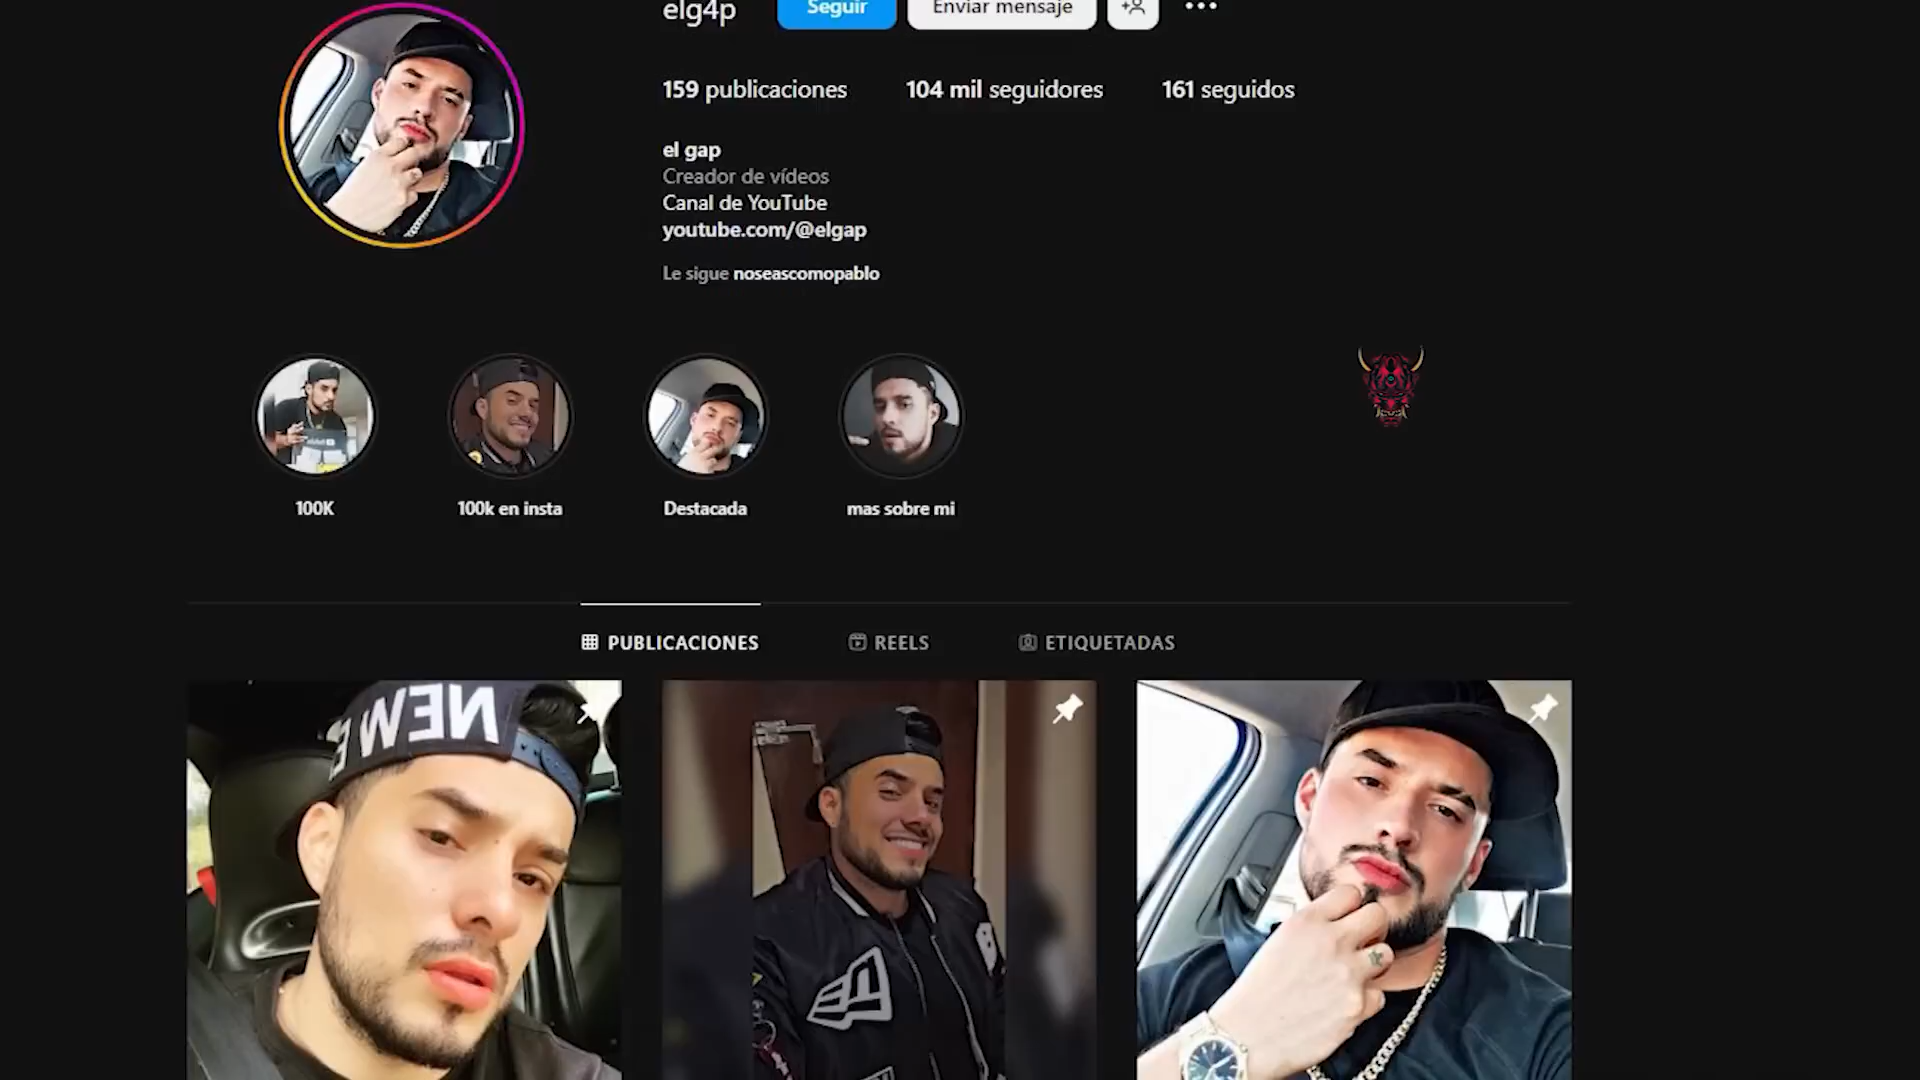 elg4p Seguir Enviar mensaje
159 publicaciones 104 mil seguidores 161 seguidos
el gap
Creador de vídeos
Canal de YouTube
youtube.com/@elgap
Le sigue noseascomopablo
100K 100k en insta Destacada mas sobre mi
PUBLICACIONES REELS ETIQUETADAS
NEW